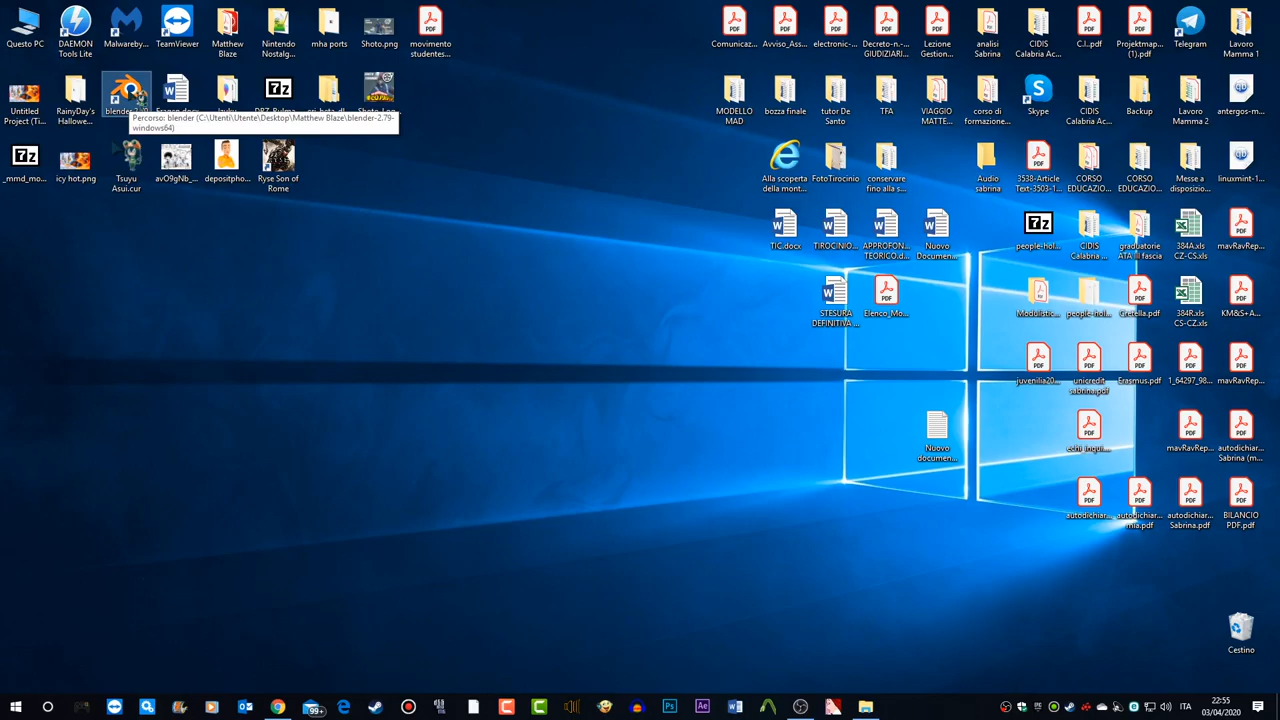 Questo PC
DAEMON
Tools Lite
Malwareby...
TeamViewer
Matthew
Blaze
Nintendo
Nostalg...
mha ports
Shoto.png
movimento
studentes...
Comunicaz...
Avviso_Ass...
electronic-...
Decreto-n.-...
GIUDIZIARI...
Lezione
Gestion...
analisi
Sabrina
CIDIS
Calabria Ac...
C.I..pdf
Projektmap...
(1).pdf
Telegram
Lavoro
Mamma 1
Untitled
Project (Ti...
RainyDay's
Hallowe...
MODELLO
MAD
bozza finale
tutor De
Santo
TFA
VIAGGIO
MATTE...
corso di
formazione...
Skype
CIDIS
Calabria Ac...
Backup
Lavoro
Mamma 2
antergos-m...
Percorso: blender (C:\Utenti\Utente\Desktop\Matthew Blaze\blender-2.79-
windows64)
_mmd_mo...
icy hot.png
Tsuyu
Asui.cur
avO9gNb_...
depositpho...
Ryse Son of
Rome
Alla scoperta
della mont...
FotoTirocinio
conservare
fino alla s...
Audio
sabrina
3538-Article
Text-3503-1...
CORSO
EDUCAZIO...
CORSO
EDUCAZIO...
Messe a
disposizio...
linuxmint-1...
TIC.docx
TIROCINIO...
APPROFON...
TEORICO.d...
Nuovo
Documen...
people-hol...
CIDIS
Calabria ...
graduatorie
ATA III fascia
384A.xls
CZ-CS.xls
mavRavRep...
STESURA
DEFINITIVA ...
Elenco_Mo...
Modulistic...
people-hol...
Cretella.pdf
384R.xls
CS-CZ.xls
KM&S+A...
juvenilia20...
unicredit
sabrina.pdf
Erasmus.pdf
1_64297_98...
mavRavRep...
Nuovo
documen...
echi_ingui...
mavRavRep...
autodichiar...
Sabrina (m...
autodichiar...
autodichiar...
mia.pdf
autodichiar...
Sabrina.pdf
BILANCIO
PDF.pdf
Cestino
99+
ITA
22:55
03/04/2020